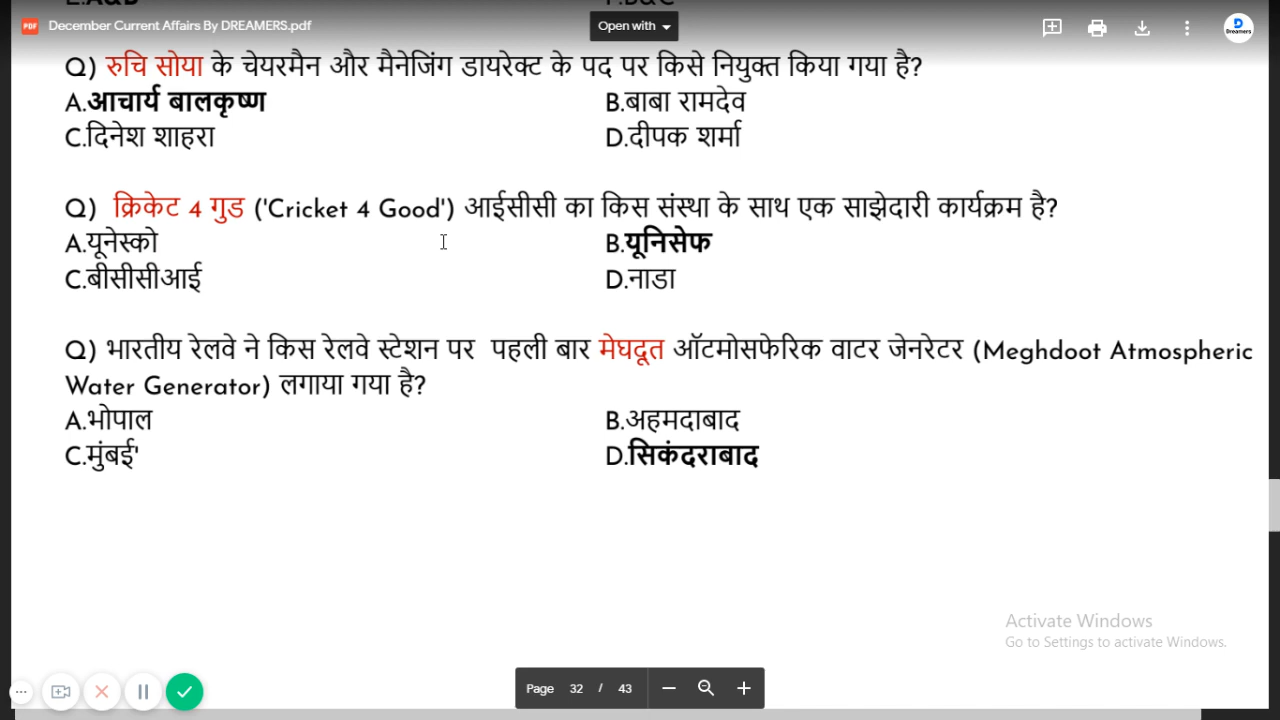 December Current Affairs By DREAMERS.pdf
Open with
Dreamers
Q) रुचि सोया के चेयरमैन और मैनेजिंग डायरेक्ट के पद पर किसे नियुक्त किया गया है?
A.आचार्य बालकृष्ण B.बाबा रामदेव
C.दिनेश शाहरा D.दीपक शर्मा
Q) क्रिकेट 4 गुड ('Cricket 4 Good') आईसीसी का किस संस्था के साथ एक साझेदारी कार्यक्रम है?
A.यूनेस्को B.यूनिसेफ
C.बीसीसीआई D.नाडा
Q) भारतीय रेलवे ने किस रेलवे स्टेशन पर पहली बार मेघदूत ऑटमोसफेरिक वाटर जेनरेटर (Meghdoot Atmospheric
Water Generator) लगाया गया है?
A.भोपाल B.अहमदाबाद
C.मुंबई' D.सिकंदराबाद
Activate Windows
Go to Settings to activate Windows.
Page 32 / 43